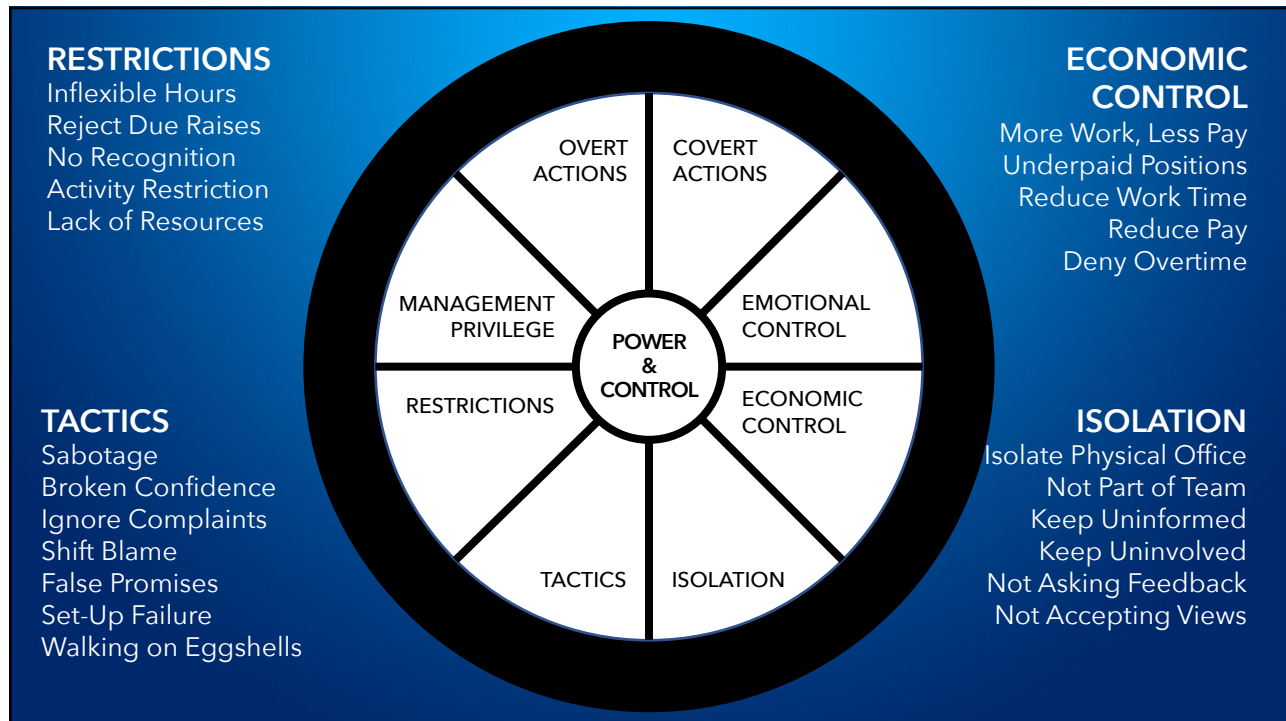 RESTRICTIONS
Inflexible Hours
Reject Due Raises
No Recognition
Activity Restriction
Lack of Resources
TACTICS
Sabotage
Broken Confidence
Ignore Complaints
Shift Blame
False Promises
Set-Up Failure
Walking on Eggshells
OVERT
ACTIONS
COVERT
ACTIONS
MANAGEMENT
PRIVILEGE
EMOTIONAL
CONTROL
POWER
&
CONTROL
RESTRICTIONS
ECONOMIC
CONTROL
TACTICS
ISOLATION
ECONOMIC
CONTROL
More Work, Less Pay
Underpaid Positions
Reduce Work Time
Reduce Pay
Deny Overtime
ISOLATION
Isolate Physical Office
Not Part of Team
Keep Uninformed
Keep Uninvolved
Not Asking Feedback
Not Accepting Views